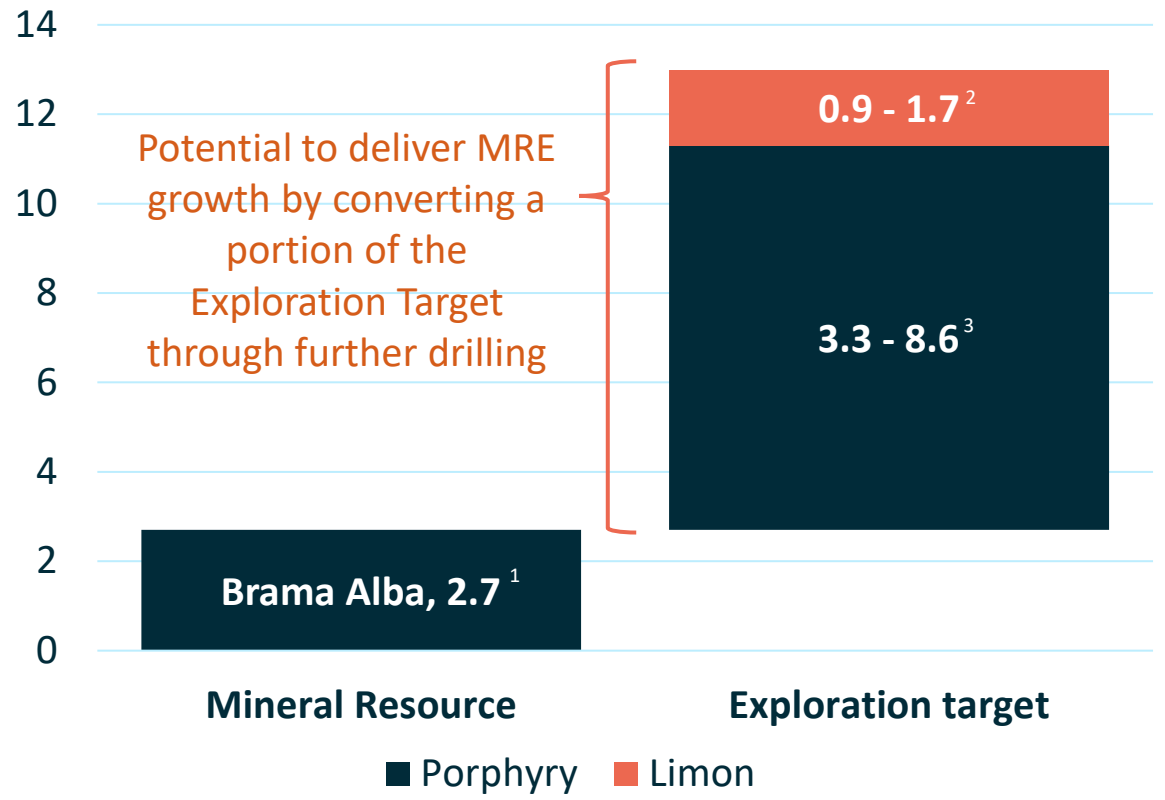 14
12
10
8
6
4
2
0
Potential to deliver MRE
growth by converting a
portion of the
Exploration Target
through further drilling
0.9 - 1.7 2
3.3 - 8.6 3
Brama Alba, 2.7 1
Mineral Resource
Exploration target
Porphyry
Limon